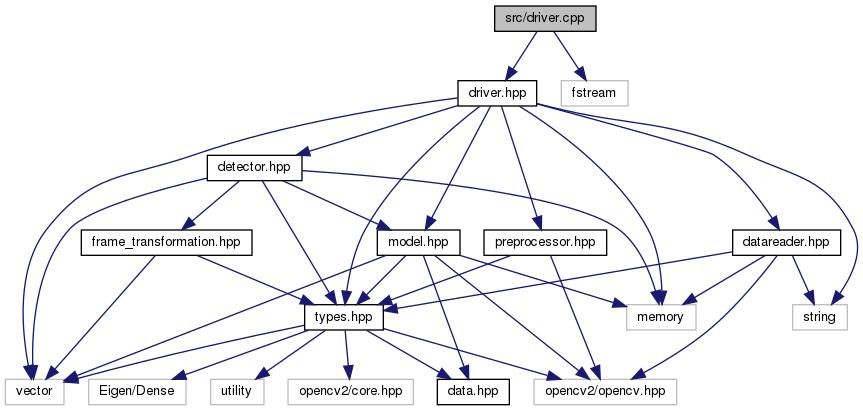 src/driver.cpp
driver.hpp
fstream
detector.hpp
frame_transformation.hpp
model.hpp
preprocessor.hpp
datareader.hpp
types.hpp
memory
string
vector
Eigen/Dense
utility
opencv2/core.hpp
data.hpp
opencv2/opencv.hpp